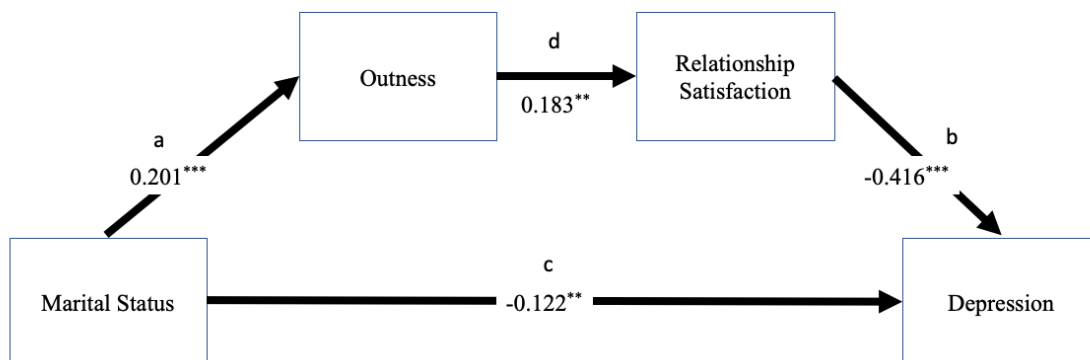 d
Outness
Relationship
Satisfaction
0.183**
a
b
0.201***
-0.416***
c
Marital Status
-0.122**
Depression